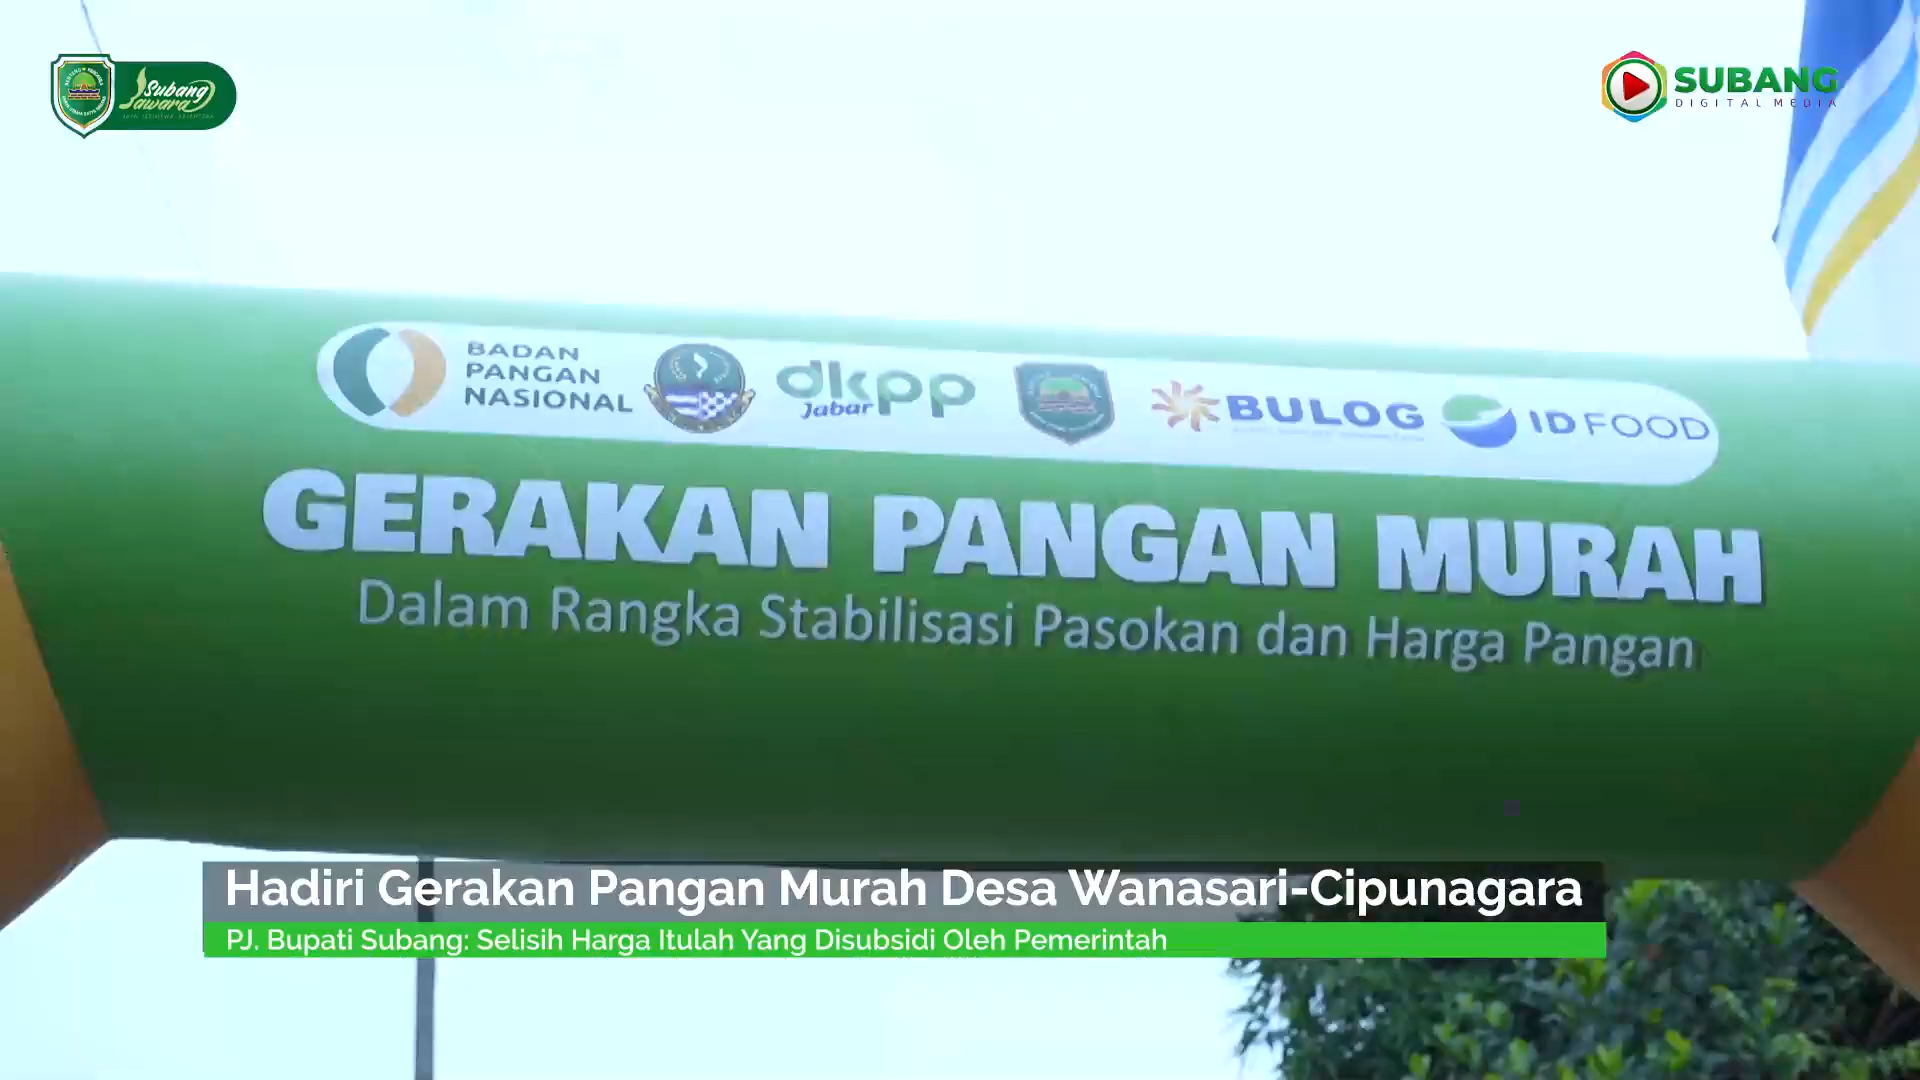 Subang
Jawara
SUBANG
DIGITAL MEDIA
BADAN
PANGAN
NASIONAL
dkpp
Jabar
BULOG
ID FOOD
GERAKAN PANGAN MURAH
Dalam Rangka Stabilisasi Pasokan dan Harga Pangan
Hadiri Gerakan Pangan Murah Desa Wanasari-Cipunagara
PJ. Bupati Subang: Selisih Harga Itulah Yang Disubsidi Oleh Pemerintah